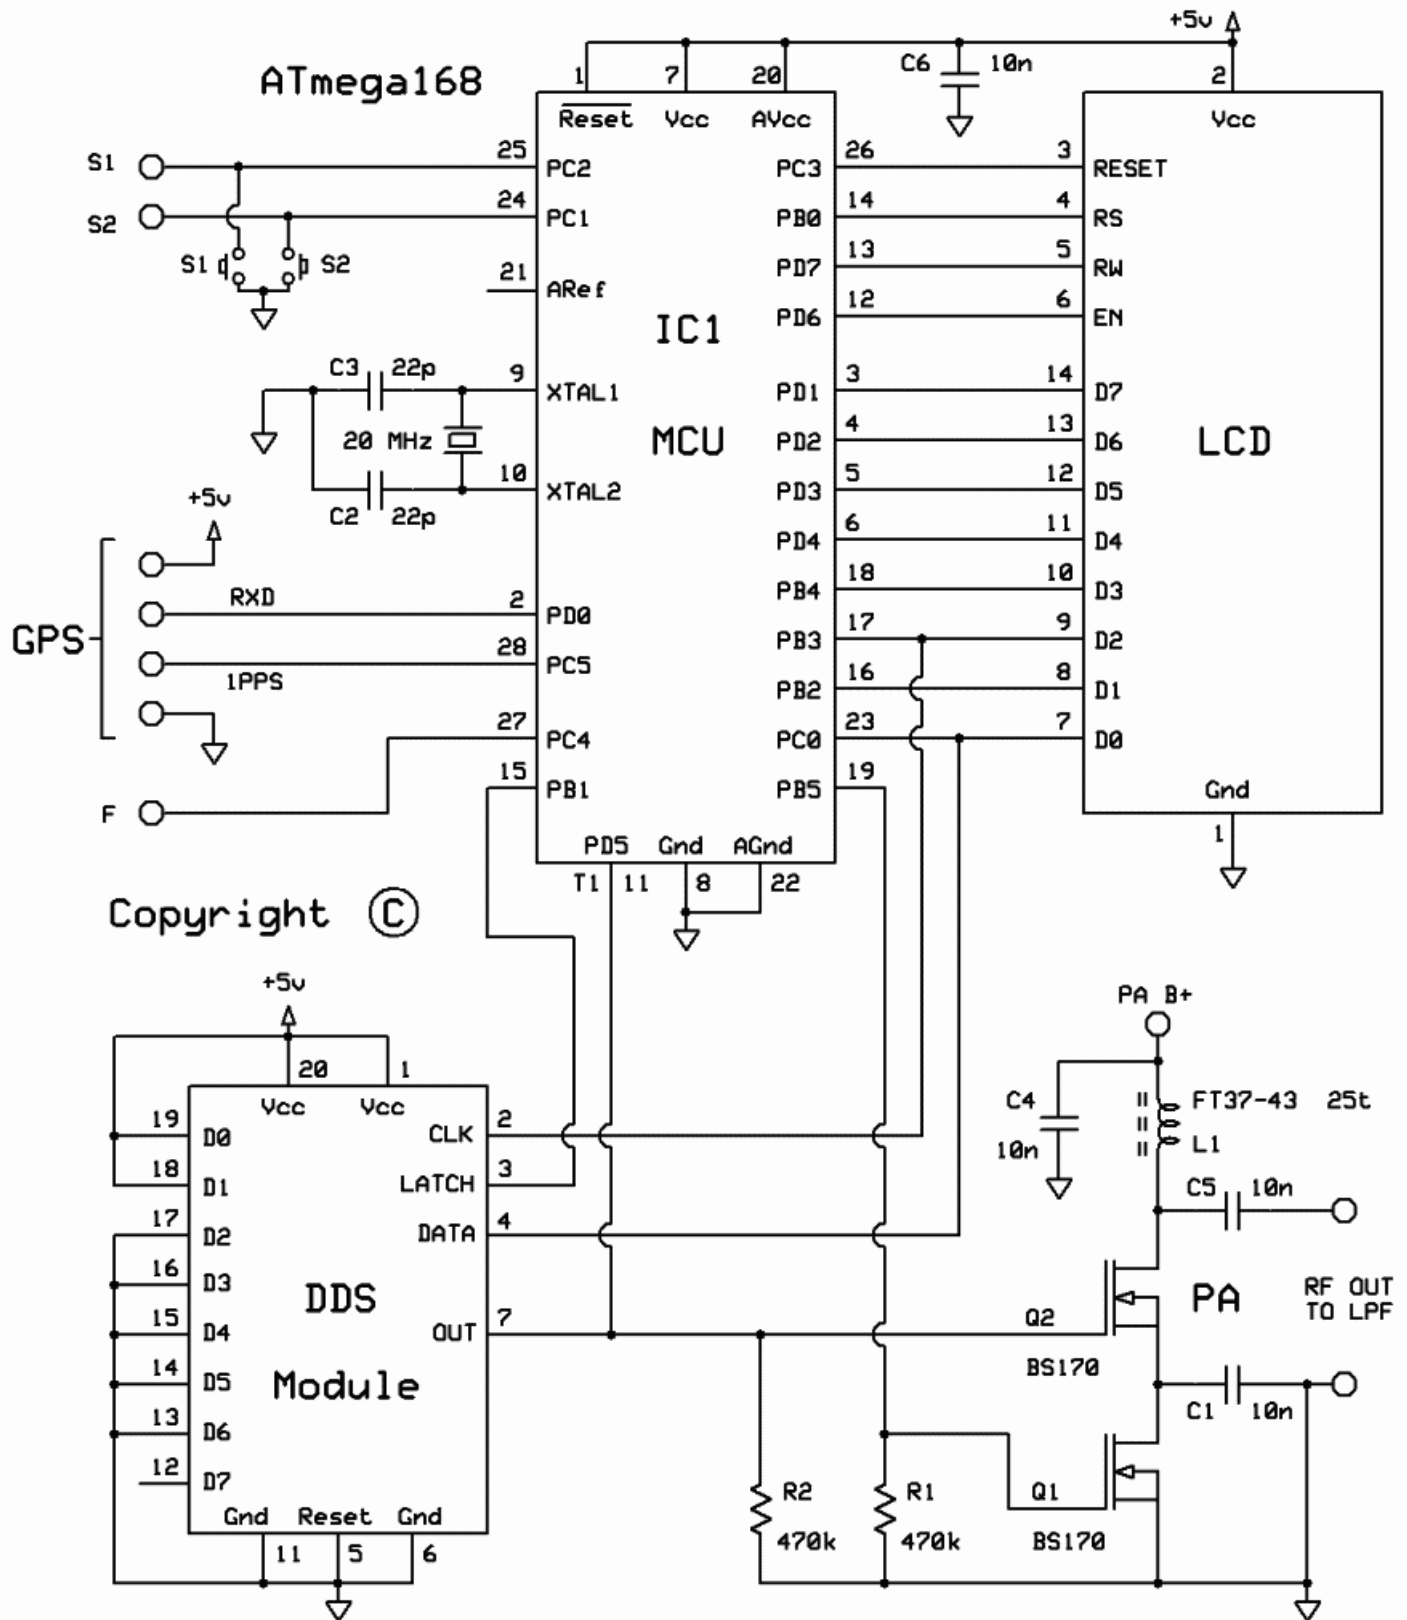 +5v
ATmega168
1
7
20
C6 10n
2
Reset Vcc AVcc
Vcc
S1
25
PC2
PC3
26
3
RESET
S2
24
PC1
PB0
14
4
RS
S1 S2
PD7
13
5
RW
21
ARef
PD6
12
6
EN
IC1
C3 22p
9
XTAL1
PD1
3
14
D7
20 MHz
MCU
PD2
4
13
D6
LCD
10
XTAL2
PD3
5
12
D5
C2 22p
+5v
PD4
6
11
D4
PB4
18
10
D3
GPS
RXD
2
PD0
PB3
17
9
D2
1PPS
28
PC5
PB2
16
8
D1
27
PC4
PC0
23
7
D0
F
15
PB1
PB5
19
Gnd
1
PD5 Gnd AGnd
T1 11 8 22
Copyright ©
+5v
20 1
Vcc Vcc
19
D0
CLK
2
18
D1
LATCH
3
17
D2
DATA
4
16
D3
DDS
15
D4
OUT
7
14
D5
Module
13
D6
12
D7
Gnd Reset Gnd
11 5 6
PA B+
C4
10n
FT37-43 25t
L1
C5 10n
Q2
BS170
PA
RF OUT
TO LPF
C1 10n
R2
470k
R1
470k
Q1
BS170